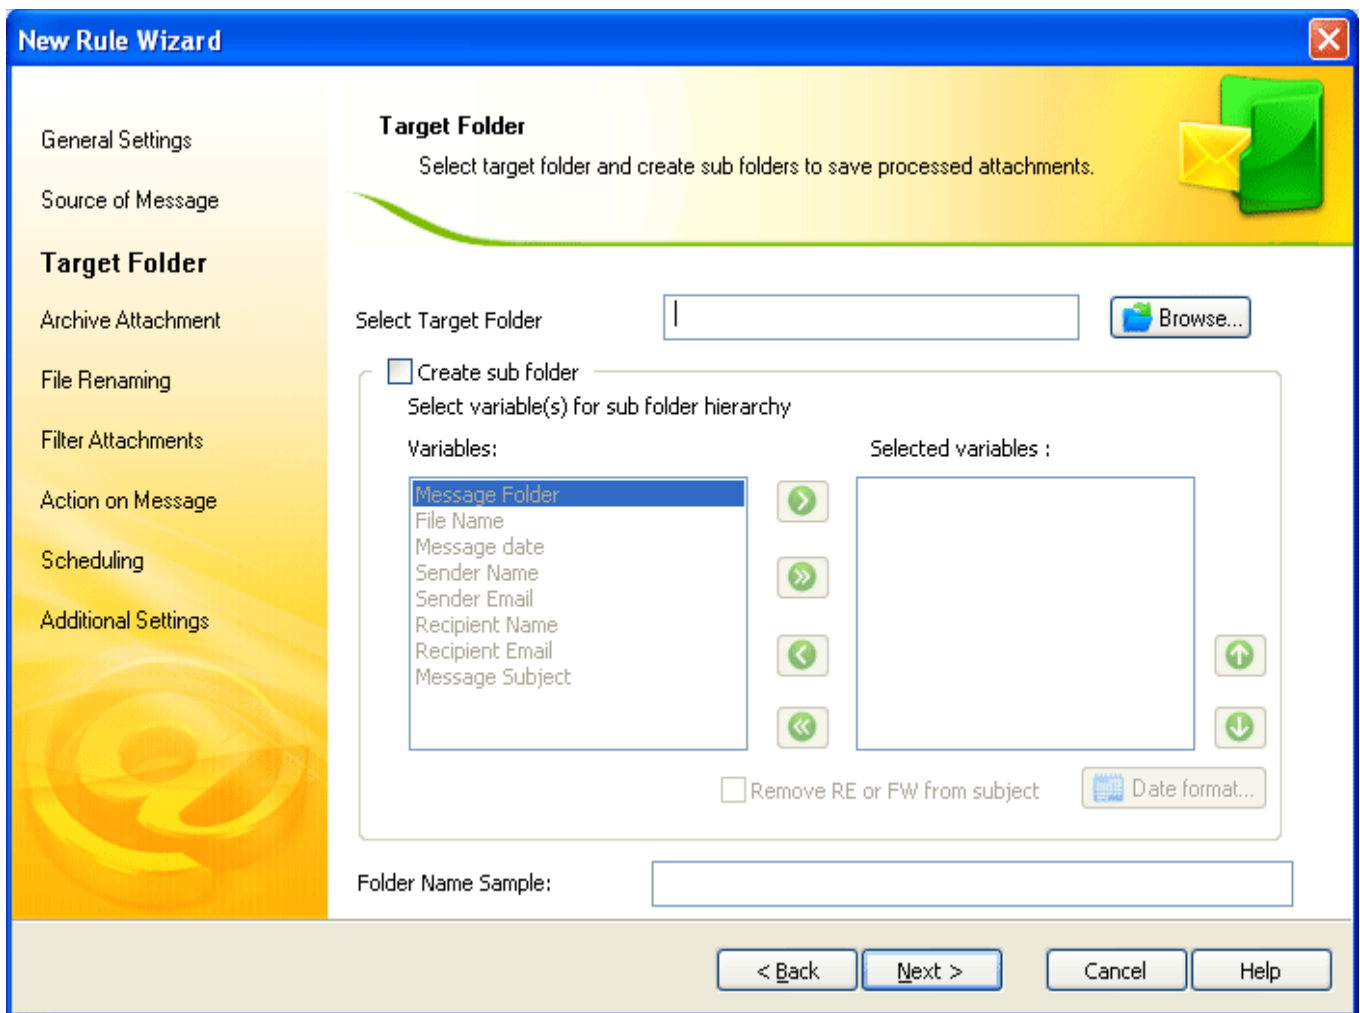 New Rule Wizard
General Settings
Source of Message
Target Folder
Archive Attachment
File Renaming
Filter Attachments
Action on Message
Scheduling
Additional Settings
Target Folder
Select target folder and create sub folders to save processed attachments.
Select Target Folder
Browse...
Create sub folder
Select variable(s) for sub folder hierarchy
Variables:
Selected variables :
Message Folder
File Name
Message date
Sender Name
Sender Email
Recipient Name
Recipient Email
Message Subject
Remove RE or FW from subject
Date format...
Folder Name Sample:
< Back
Next >
Cancel
Help